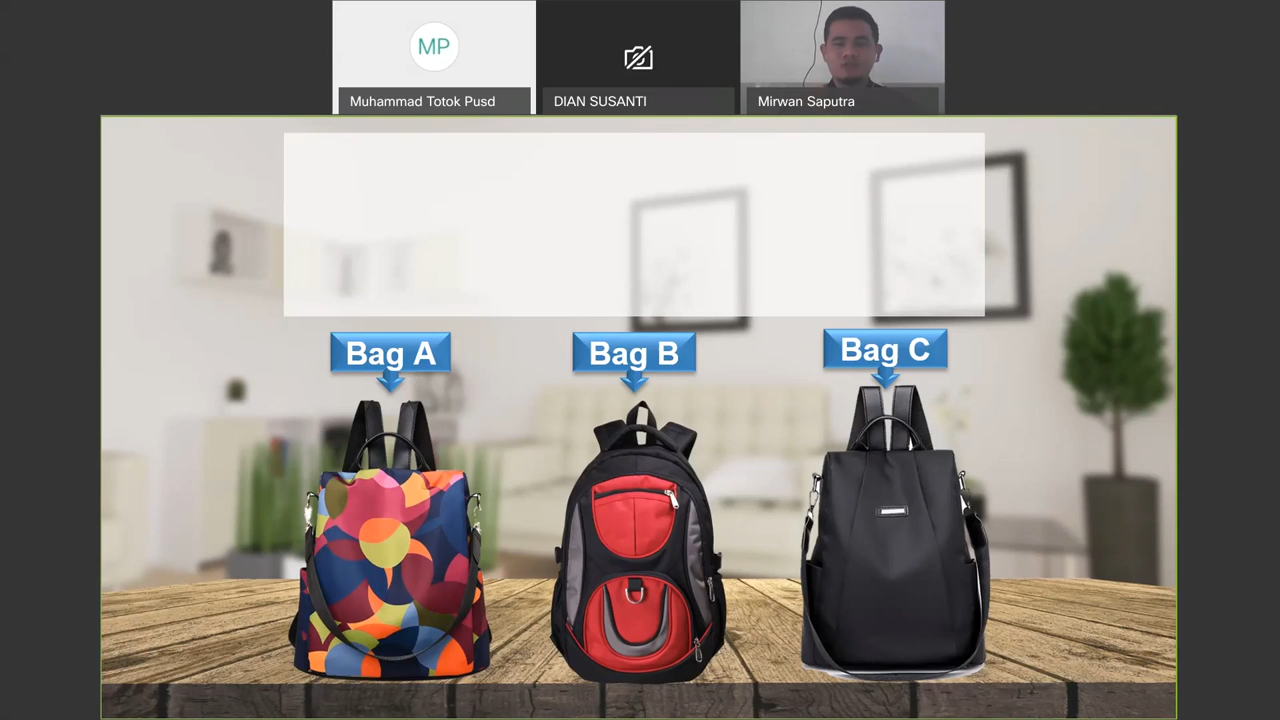 MP
Muhammad Totok Pusd
DIAN SUSANTI
Mirwan Saputra
Bag A
Bag B
Bag C